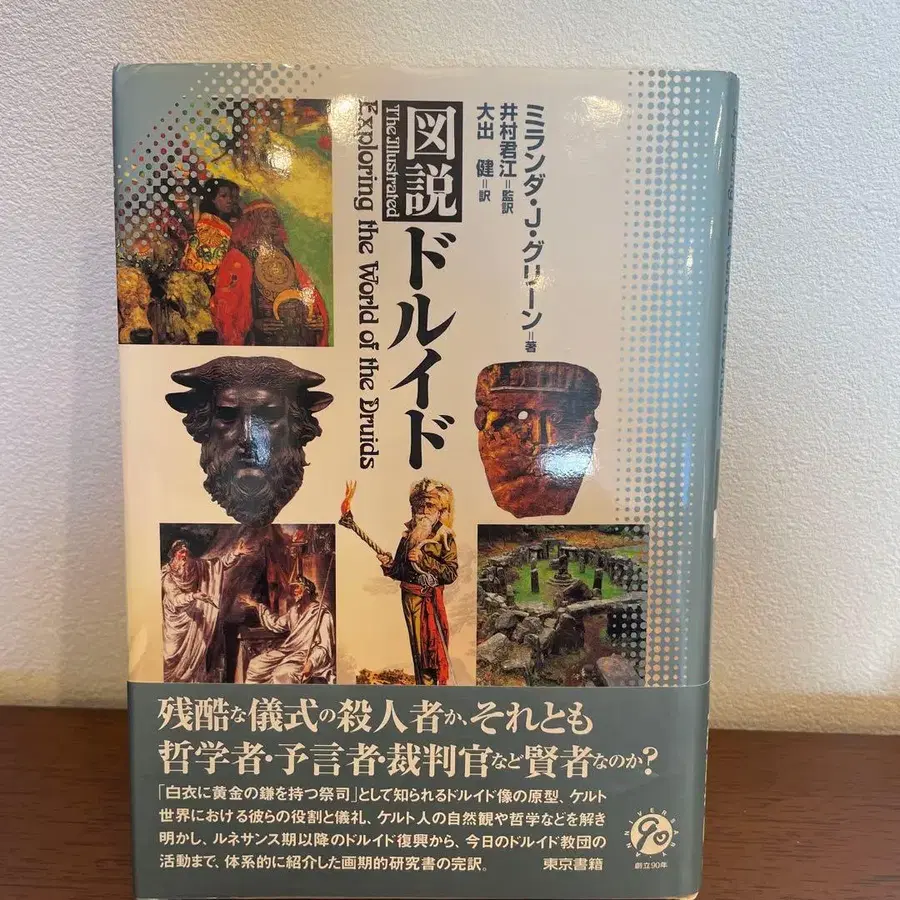 ミランダ・J・グリーン=著
井村君江=監訳
大出 健=訳
図説 ドルイド
The Illustrated
Exploring the World of the Druids
残酷な儀式の殺人者か、それとも
哲学者・予言者・裁判官など賢者なのか?
「白衣に黄金の鎌を持つ祭司」として知られるドルイド像の原型、ケルト
世界における彼らの役割と儀礼、ケルト人の自然観や哲学などを解き
明かし、ルネサンス期以降のドルイド復興から、今日のドルイド教団の
活動まで、体系的に紹介した画期的研究書の完訳。
東京書籍
ANNIVERSARY
90
創立90年